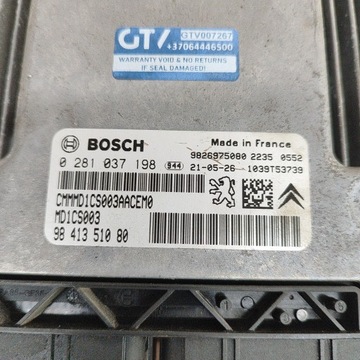 GTV
GTV007267
+37064446500
WARRANTY VOID & NO RETURNS
IF SEAL DAMAGED!
BOSCH
Made in France
0 281 037 198 S44
9826975080 2235 0552
21-05-26 1039T53739
CMMMD1CS003AACEM0
MD1CS003
98 413 510 80